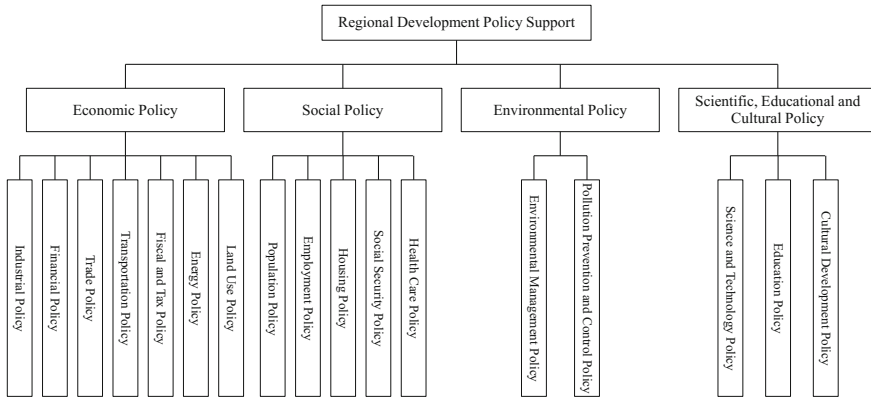 Regional Development Policy Support
Economic Policy
Social Policy
Environmental Policy
Scientific, Educational and
Cultural Policy
Industrial Policy
Financial Policy
Trade Policy
Transportation Policy
Fiscal and Tax Policy
Energy Policy
Land Use Policy
Population Policy
Employment Policy
Housing Policy
Social Security Policy
Health Care Policy
Environmental Management Policy
Pollution Prevention and Control Policy
Science and Technology Policy
Education Policy
Cultural Development Policy